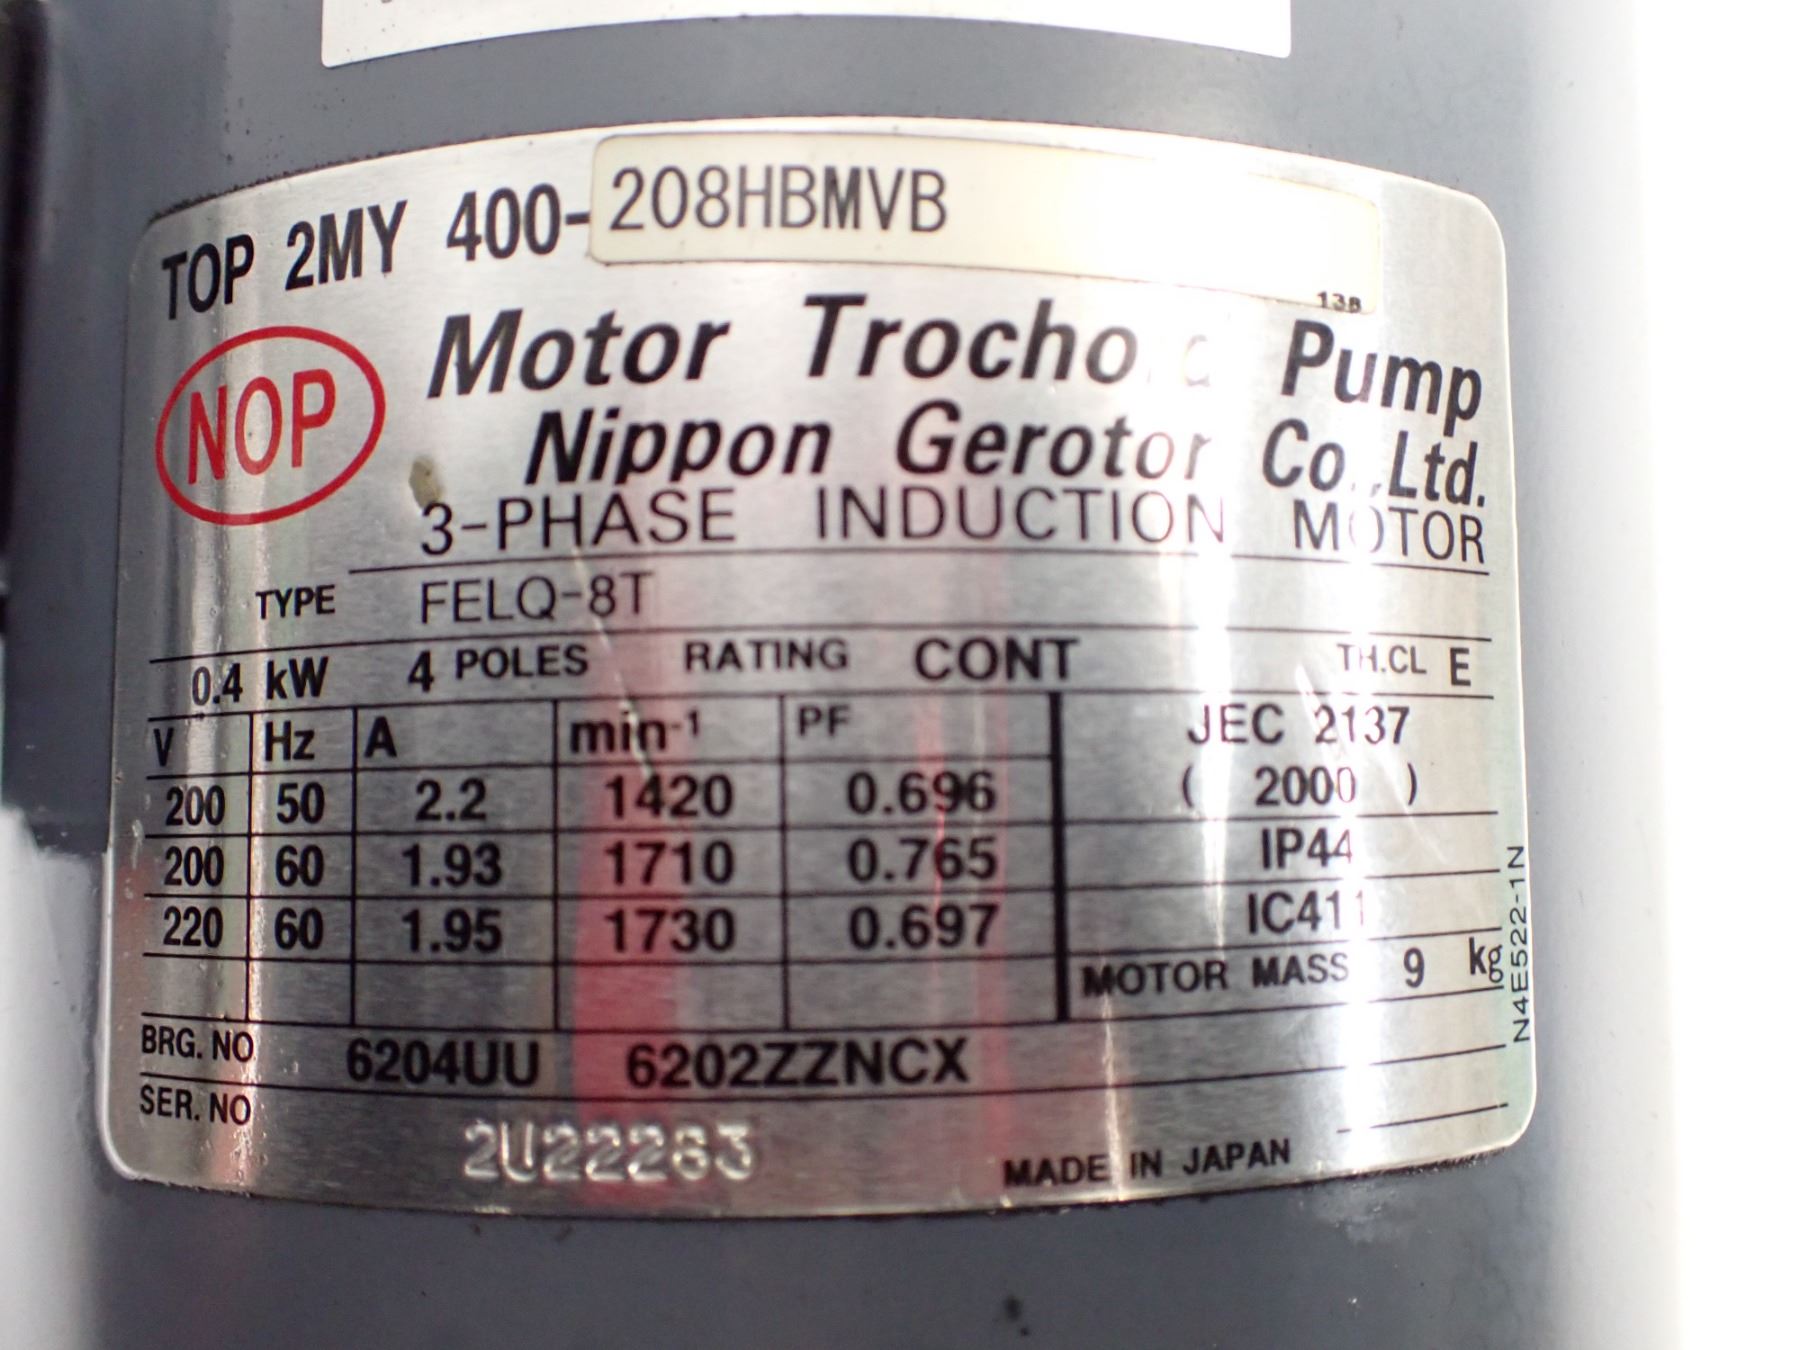 TOP 2MY 400-208HBMVB
138
NOP
Motor Trochoid Pump
Nippon Gerotor Co.,Ltd.
3-PHASE INDUCTION MOTOR
TYPE FELQ-8T
0.4 kW 4 POLES RATING CONT TH.CL E
V Hz A min-1 PF JEC 2137
200 50 2.2 1420 0.696 ( 2000 )
200 60 1.93 1710 0.765 IP44
220 60 1.95 1730 0.697 IC411
MOTOR MASS 9 kg
BRG. NO 6204UU 6202ZZNCX
SER. NO 2U22263
MADE IN JAPAN
N4E522-1N